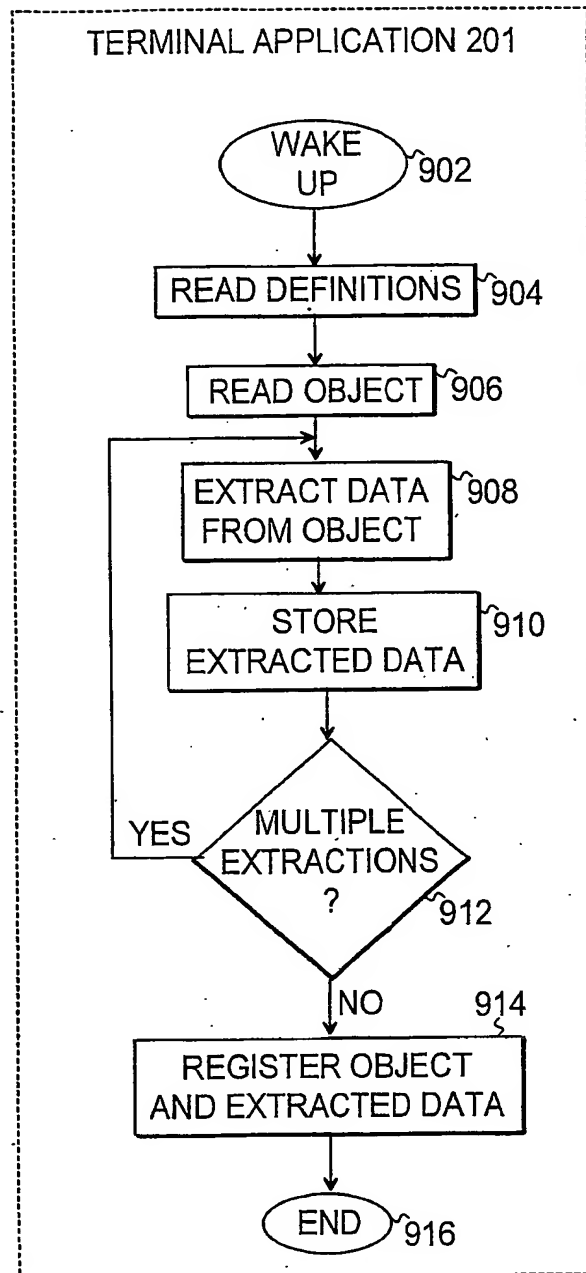 TERMINAL APPLICATION 201
WAKE
UP
902
READ DEFINITIONS
904
READ OBJECT
906
EXTRACT DATA
FROM OBJECT
908
STORE
EXTRACTED DATA
910
YES
MULTIPLE
EXTRACTIONS
?
912
NO
914
REGISTER OBJECT
AND EXTRACTED DATA
END
916